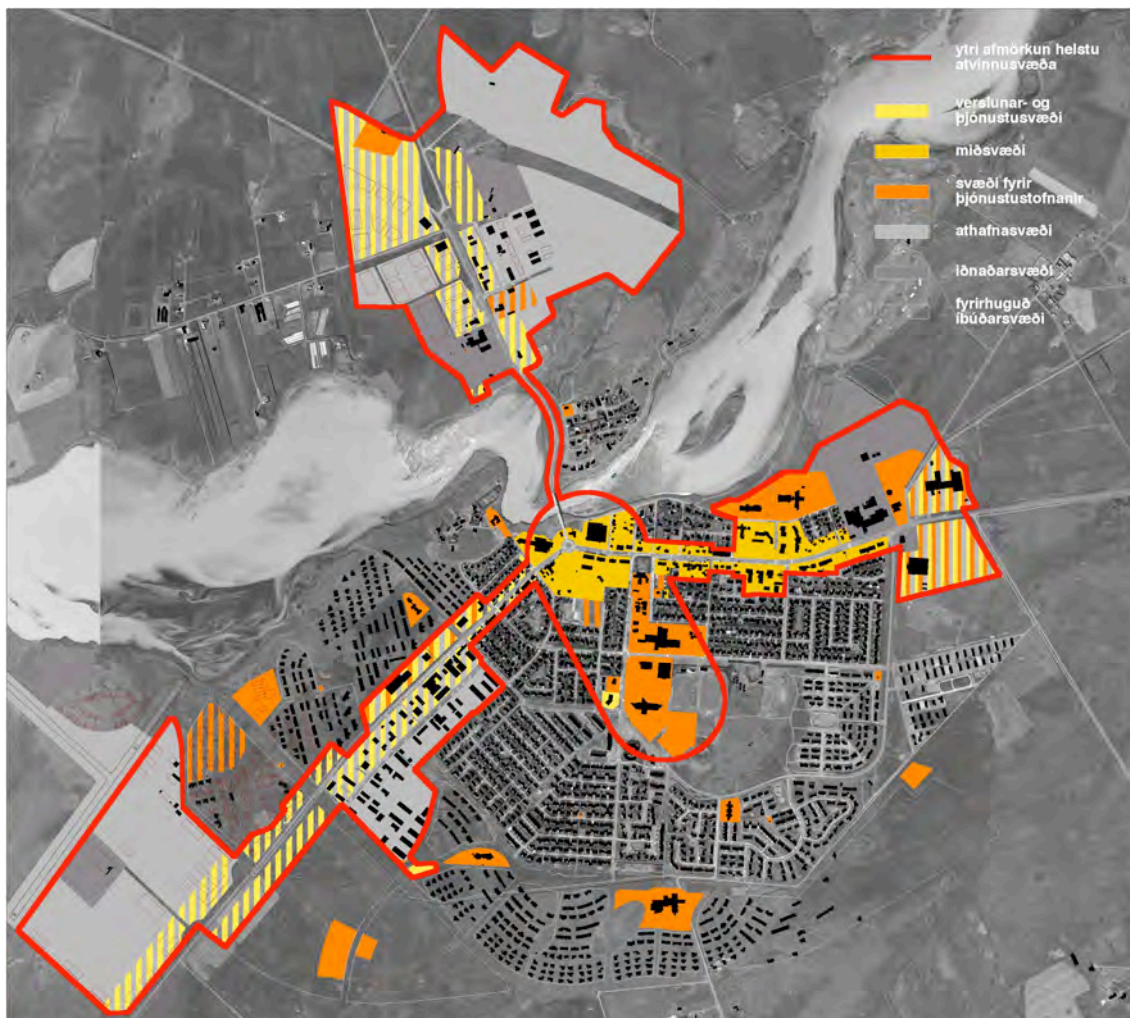 ytri afmörkun helstu
atvinnusvæða
verslunar- og
þjónustusvæði
miðsvæði
svæði fyrir
þjónustustofnanir
athafnasvæði
iðnaðarsvæði
fyrirhuguð
íbúðarsvæði